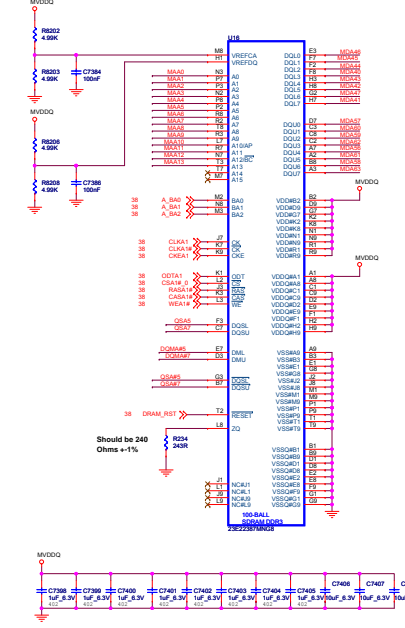 MVDDQ
R8202
4.99K
R8203
4.99K
C7384
100nF
MVDDQ
R8206
4.99K
R8208
4.99K
C7386
100nF
U16
M8 VREFCA
H1 VREFDQ
MAA0 N3 A0
MAA1 P7 A1
MAA2 P3 A2
MAA3 N2 A3
MAA4 P8 A4
MAA5 P2 A5
MAA6 R8 A6
MAA7 R2 A7
MAA8 T8 A8
MAA9 R3 A9
MAA10 L7 A10/AP
MAA11 R7 A11
MAA12 N7 A12/BC
MAA13 T3 A13
T7 A14
M7 A15
38 A_BA0 M2 BA0
38 A_BA1 N8 BA1
38 A_BA2 M3 BA2
38 CLKA1 J7 CK
38 CLKA1# K7 CK
38 CKEA1 K9 CKE
38 ODTA1 K1 ODT
38 CSA1#_0 L2 CS
38 RASA1# J3 RAS
38 CASA1# K3 CAS
38 WEA1# L3 WE
QSA5 F3 DQSL
QSA7 C7 DQSU
DQMA#5 E7 DML
DQMA#7 D3 DMU
QSA#5 G3 DQSL
QSA#7 B7 DQSU
38 DRAM_RST T2 RESET
L8 ZQ
Should be 240
Ohms +-1%
R234
243R
J1 NC#J1
L1 NC#L1
J9 NC#J9
L9 NC#L9
DQL0 E3 MDA46
DQL1 F7 MDA45
DQL2 F2 MDA44
DQL3 F8 MDA40
DQL4 H3 MDA43
DQL5 H8 MDA42
DQL6 G2 MDA47
DQL7 H7 MDA41
DQU0 D7 MDA57
DQU1 C3 MDA60
DQU2 C8 MDA59
DQU3 C2 MDA62
DQU4 A7 MDA56
DQU5 A2 MDA61
DQU6 B8 MDA58
DQU7 A3 MDA63
MVDDQ
VDD#B2 B2
VDD#D9 D9
VDD#G7 G7
VDD#K2 K2
VDD#K8 K8
VDD#N1 N1
VDD#N9 N9
VDD#R1 R1
VDD#R9 R9
MVDDQ
VDDQ#A1 A1
VDDQ#A8 A8
VDDQ#C1 C1
VDDQ#C9 C9
VDDQ#D2 D2
VDDQ#E9 E9
VDDQ#F1 F1
VDDQ#H2 H2
VDDQ#H9 H9
VSS#A9 A9
VSS#B3 B3
VSS#E1 E1
VSS#G8 G8
VSS#J2 J2
VSS#J8 J8
VSS#M1 M1
VSS#M9 M9
VSS#P1 P1
VSS#P9 P9
VSS#T1 T1
VSS#T9 T9
VSSQ#B1 B1
VSSQ#B9 B9
VSSQ#D1 D1
VSSQ#D8 D8
VSSQ#E2 E2
VSSQ#E8 E8
VSSQ#F9 F9
VSSQ#G1 G1
VSSQ#G9 G9
100-BALL
SDRAM DDR3
23E22387MNG8
MVDDQ
C7398 C7399 C7400 C7401 C7402 C7403 C7404 C7405 C7406 C7407
1uF_6.3V 1uF_6.3V 1uF_6.3V 1uF_6.3V 1uF_6.3V 1uF_6.3V 1uF_6.3V 1uF_6.3V 10uF_6.3V 10uF_6.3V
402 402 402 402 402 402 402 402